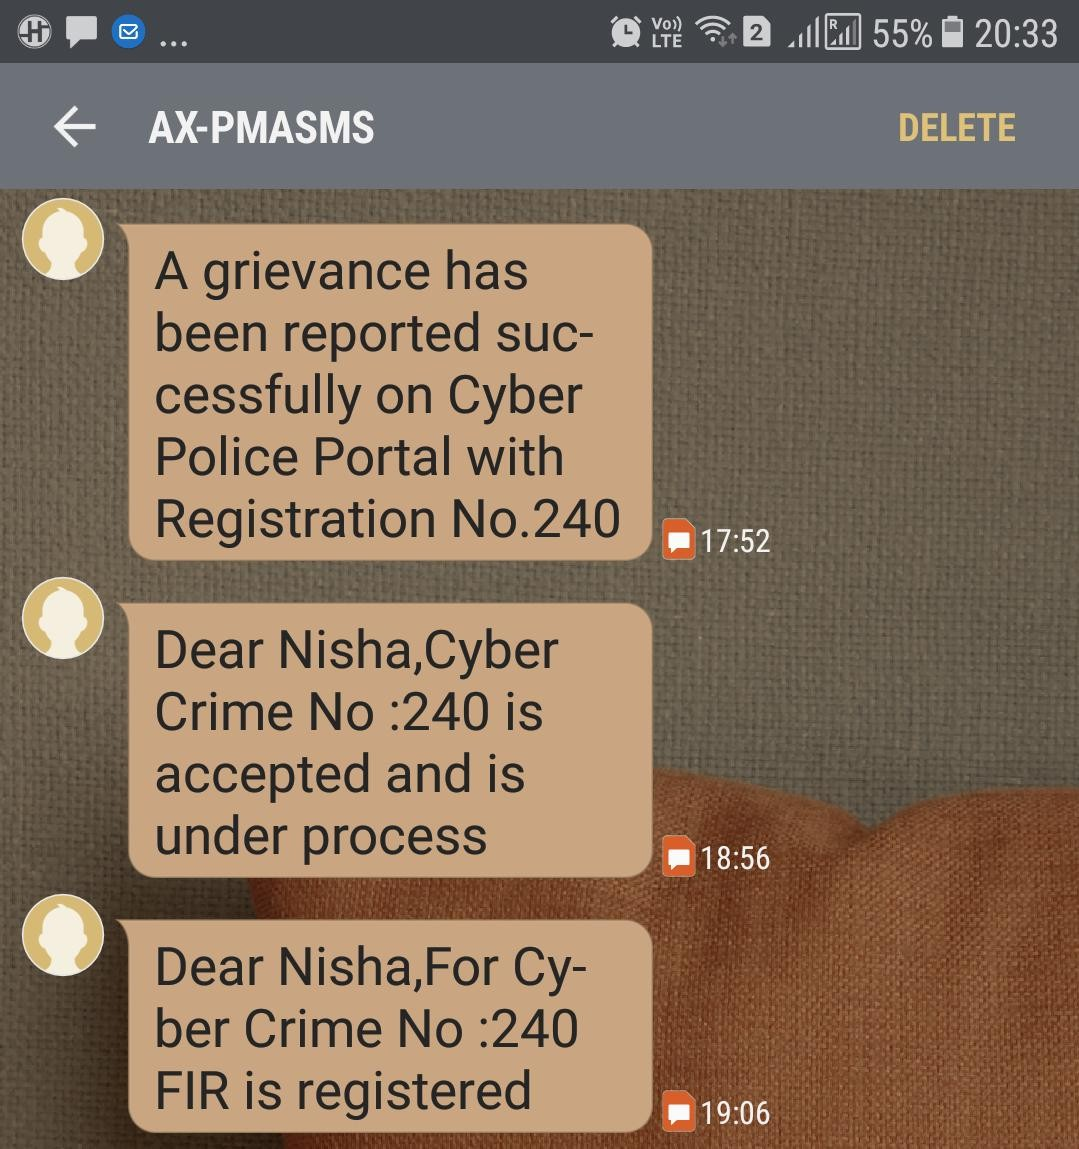 ... Vo)) LTE 2 R 55% 20:33
AX-PMASMS DELETE
A grievance has
been reported suc-
cessfully on Cyber
Police Portal with
Registration No.240
17:52
Dear Nisha,Cyber
Crime No :240 is
accepted and is
under process
18:56
Dear Nisha,For Cy-
ber Crime No :240
FIR is registered
19:06